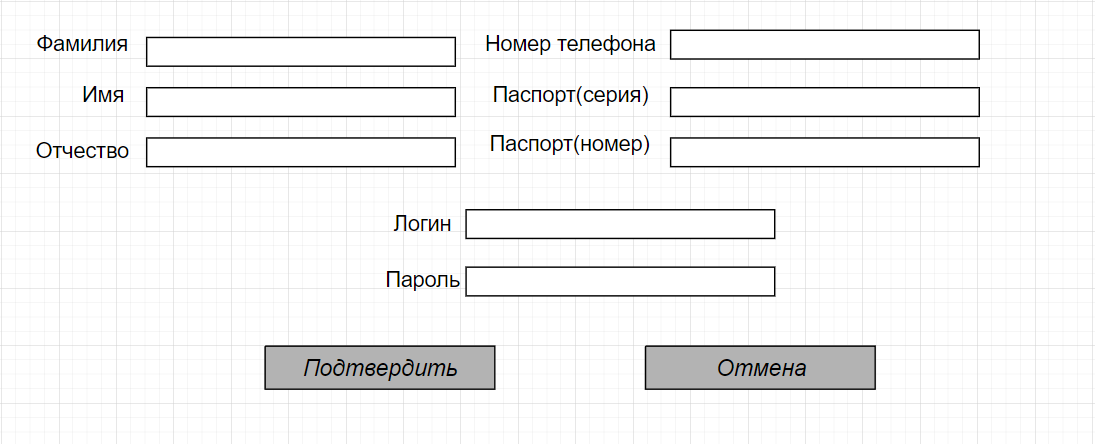 Фамилия
Номер телефона
Имя
Паспорт(серия)
Отчество
Паспорт(номер)
Логин
Пароль
Подтвердить
Отмена